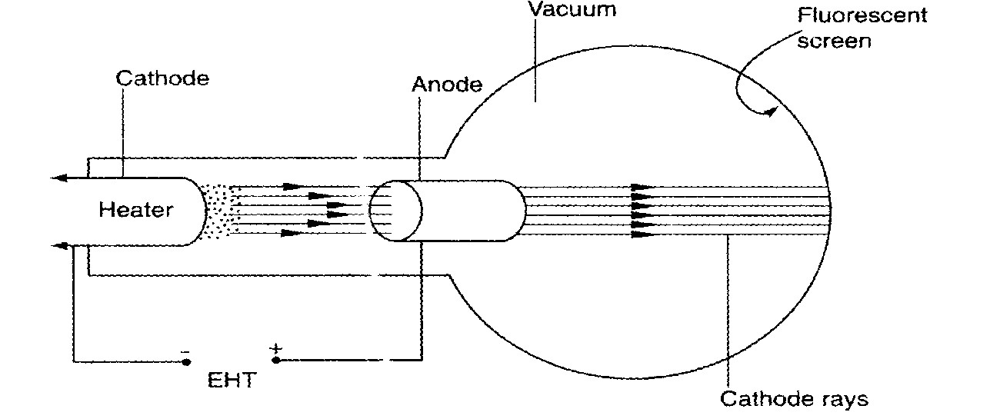 Vacuum
Fluorescent
screen
Cathode
Anode
Heater
- +
EHT
Cathode rays